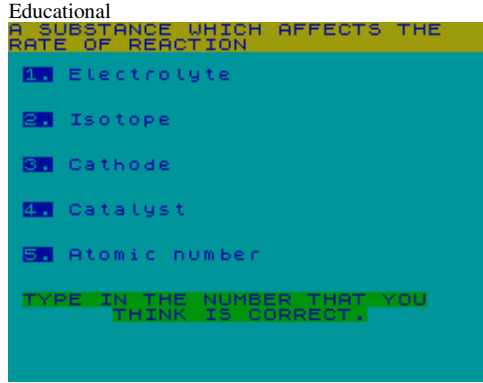 Educational
A SUBSTANCE WHICH AFFECTS THE
RATE OF REACTION
1. Electrolyte
2. Isotope
3. Cathode
4. Catalyst
5. Atomic number
TYPE IN THE NUMBER THAT YOU
THINK IS CORRECT.